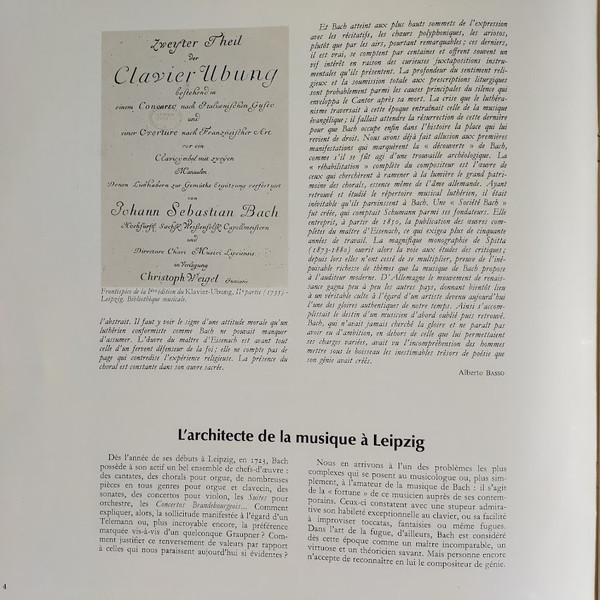 Zweyter Theil
der
Clavier Ubung
bestehend in
einem Concerto nach Italiænischen Gusto
und
einer Overture nach Französischer Art
vor ein
Clavicymbel mit zweyen
Manualen
Denen Liebhabern zur Gemüths Ergötzung verfertiget
von
Johann Sebastian Bach
Hochfürstl. Sæchs. Weißenfelß. Capellmeistern
und
Directore Chori Musici Lipsiensis
in Verlegung
Christoph Weigel Junioris
Frontispice de la Ire édition du Klavier-Übung, IIe partie (1735) -
Leipzig. Bibliothèque musicale.
l'abstrait. Il faut y voir le signe d'une attitude morale qu'un
luthérien conformiste comme Bach ne pouvait manquer
d'assumer. L'œuvre du maître d'Eisenach est avant tout
celle d'un fervent défenseur de la foi ; elle ne compte pas de
page qui contredise l'expérience religieuse. La présence du
choral est constante dans son œuvre sacrée.
Et Bach atteint aux plus hauts sommets de l'expression
avec les récitatifs, les chœurs polyphoniques, les ariosos,
plutôt que par les airs, pourtant remarquables ; ces derniers,
il est vrai, se comptent par centaines et offrent souvent un
vif intérêt en raison des curieuses juxtapositions instru-
mentales qu'ils présentent. La profondeur du sentiment reli-
gieux et la soumission totale aux prescriptions liturgiques
sont probablement parmi les causes principales du silence qui
enveloppa le Cantor après sa mort. La crise que le luthéra-
nisme traversait à cette époque entraînait celle de la musique
évangélique ; il fallait attendre la résurrection de cette dernière
pour que Bach occupe enfin dans l'histoire la place qui lui
revient de droit. Nous avons déjà fait allusion aux premières
manifestations qui marquèrent la « découverte » de Bach,
comme s'il se fût agi d'une trouvaille archéologique. La
« réhabilitation » complète du compositeur est l'œuvre de
ceux qui cherchèrent à ramener à la lumière le grand patri-
moine des chorals, essence même de l'âme allemande. Ayant
retrouvé et étudié le répertoire musical luthérien, il était
inévitable qu'ils parvinssent à Bach. Une « Société Bach »
fut créée, qui comptait Schumann parmi ses fondateurs. Elle
entreprit, à partir de 1850, la publication des œuvres com-
plètes du maître d'Eisenach, ce qui exigea plus de cinquante
années de travail. La magnifique monographie de Spitta
(1873-1880) ouvrit alors la voie aux études des critiques ;
depuis lors elles n'ont cessé de se multiplier, preuve de l'iné-
puisable richesse de thèmes que la musique de Bach propose
à l'auditeur moderne. D'Allemagne le mouvement de renais-
sance gagna peu à peu les autres pays, donnant bientôt lieu
à un véritable culte à l'égard d'un artiste devenu aujourd'hui
l'une des gloires authentiques de notre temps. Ainsi s'accom-
plissait le destin d'un musicien d'abord oublié puis retrouvé.
Bach, qui n'avait jamais cherché la gloire et ne paraît pas
avoir eu d'ambition, en dehors de celle que lui permettaient
ses charges variées, avait vu l'incompréhension des hommes
mettre sous le boisseau les inestimables trésors de poésie que
son génie avait créés.
Alberto BASSO
L'architecte de la musique à Leipzig
Dès l'année de ses débuts à Leipzig, en 1723, Bach
possède à son actif un bel ensemble de chefs-d'œuvre :
des cantates, des chorals pour orgue, de nombreuses
pièces en tous genres pour orgue et clavecin, des
sonates, des concertos pour violon, les Suites pour
orchestre, les Concertos Brandebourgeois... Comment
expliquer, alors, la sollicitude manifestée à l'égard d'un
Telemann ou, plus incroyable encore, la préférence
marquée vis-à-vis d'un quelconque Graupner ? Com-
ment justifier ce renversement de valeurs par rapport
à celles qui nous paraissent aujourd'hui si évidentes ?
Nous en arrivons à l'un des problèmes les plus
complexes qui se posent au musicologue ou, plus sim-
plement, à l'amateur de la musique de Bach : il s'agit
de la « fortune » de ce musicien auprès de ses contem-
porains. Ceux-ci constatent avec une stupeur admira-
tive son habileté exceptionnelle au clavier, ou sa facilité
à improviser toccatas, fantaisies ou même fugues.
Dans l'art de la fugue, d'ailleurs, Bach est considéré
dès cette époque comme un maître incomparable, un
virtuose et un théoricien savant. Mais personne encore
n'accepte de reconnaître en lui le compositeur de génie.
4